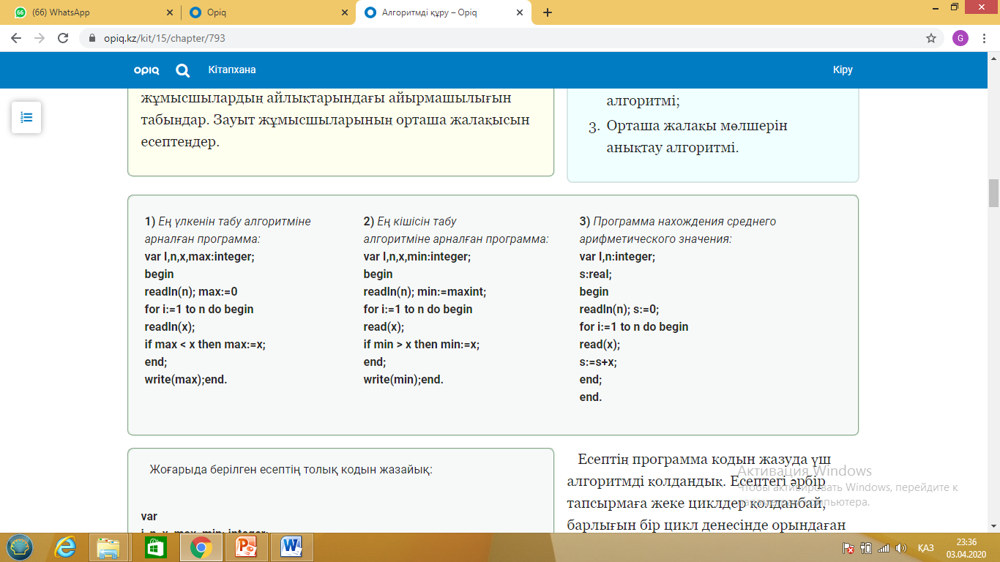 (66) WhatsApp
Opiq
Алгоритмді құру – Opiq
opiq.kz/kit/15/chapter/793
G
opiq
Кітапхана
Кіру
жұмысшылардың айлықтарындағы айырмашылығын
табыңдар. Зауыт жұмысшыларының орташа жалақысын
есептеңдер.
алгоритмі;
3. Орташа жалақы мөлшерін
анықтау алгоритмі.
1) Ең үлкенін табу алгоритміне
арналған программа:
var I,n,x,max:integer;
begin
readln(n); max:=0
for i:=1 to n do begin
readln(x);
if max < x then max:=x;
end;
write(max);end.
2) Ең кішісін табу
алгоритміне арналған программа:
var I,n,x,min:integer;
begin
readln(n); min:=maxint;
for i:=1 to n do begin
read(x);
if min > x then min:=x;
end;
write(min);end.
3) Программа нахождения среднего
арифметического значения:
var I,n:integer;
s:real;
begin
readln(n); s:=0;
for i:=1 to n do begin
read(x);
s:=s+x;
end;
end.
Жоғарыда берілген есептің толық кодын жазайық:
var
i, n, x, max, min: integer;
Есептің программа кодын жазуда үш
алгоритмді қолдандық. Есептегі әрбір
тапсырмаға жеке циклдер қолданбай,
барлығын бір цикл денесінде орындаған
Активация Windows
Чтобы активировать Windows, перейдите к
параметрам компьютера.
ҚАЗ
23:36
03.04.2020